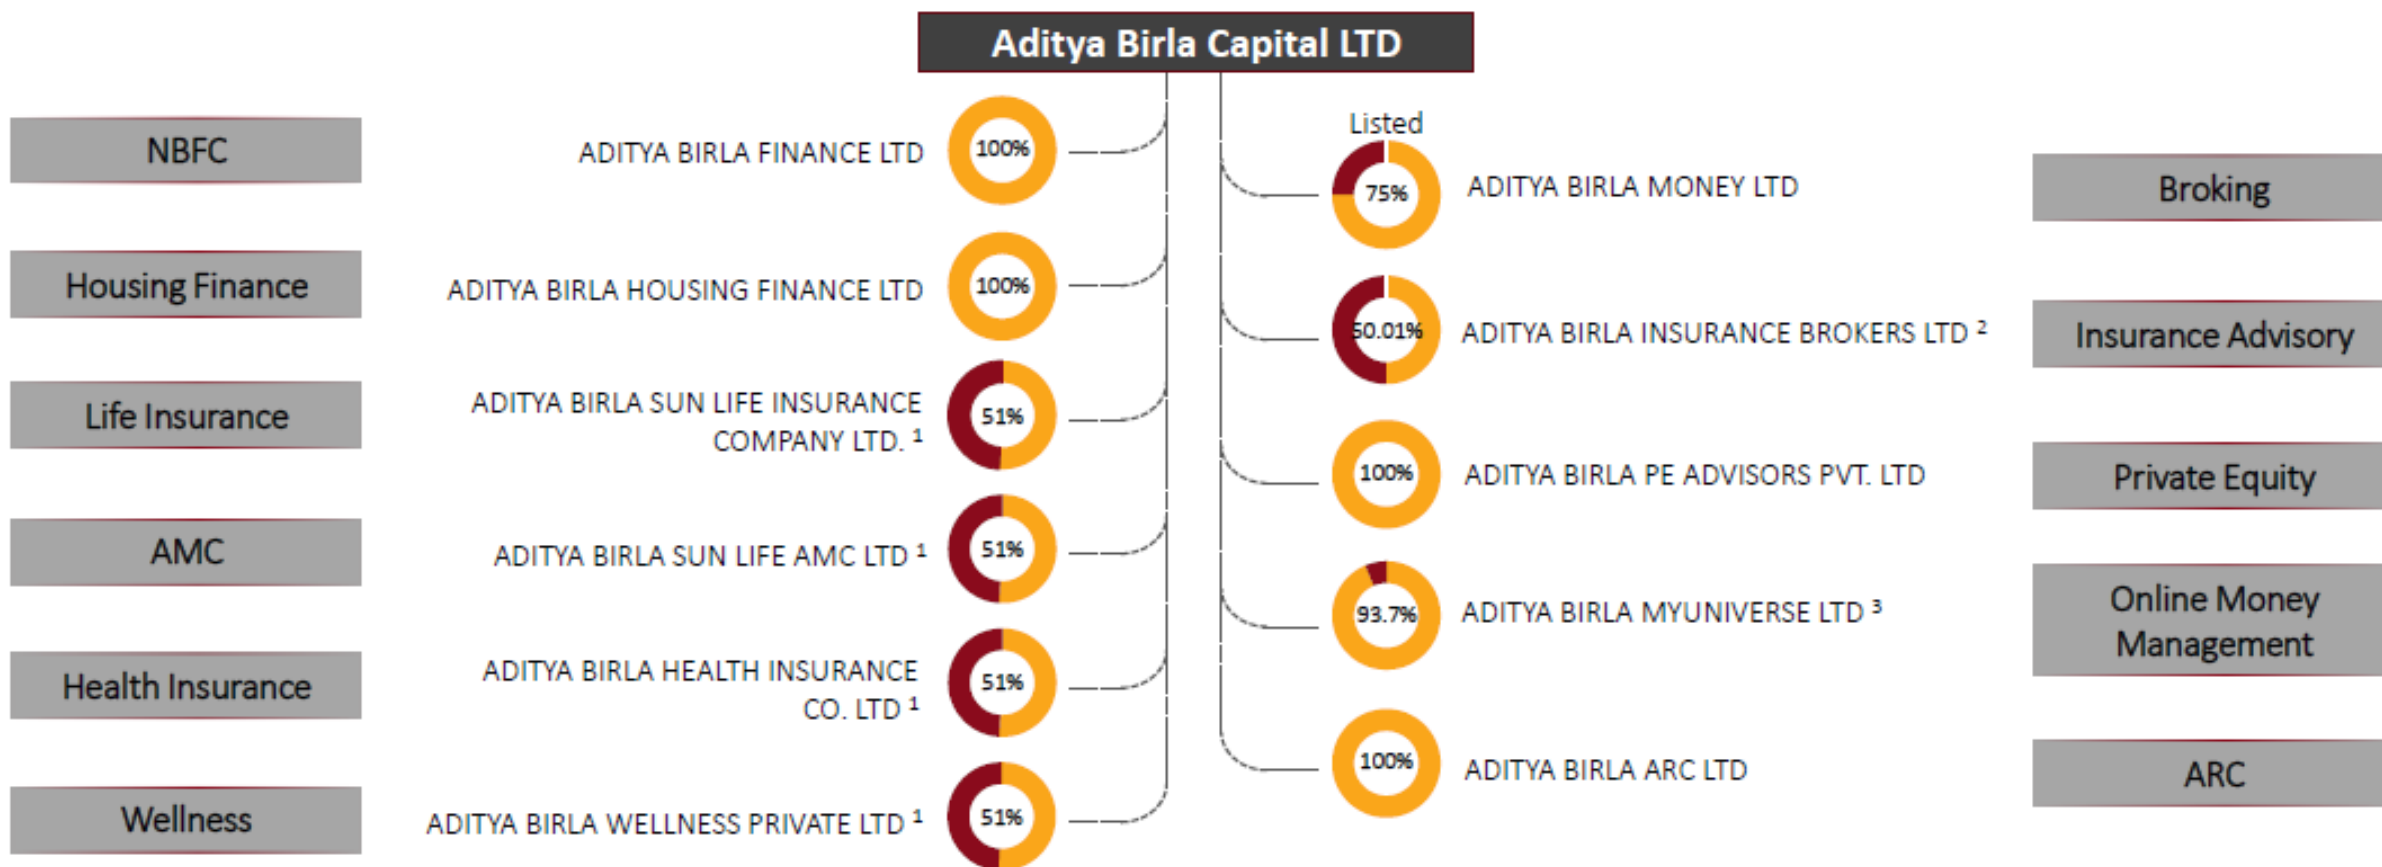 Aditya Birla Capital LTD
NBFC
ADITYA BIRLA FINANCE LTD
100%
Housing Finance
ADITYA BIRLA HOUSING FINANCE LTD
100%
Life Insurance
ADITYA BIRLA SUN LIFE INSURANCE
COMPANY LTD. ¹
51%
AMC
ADITYA BIRLA SUN LIFE AMC LTD ¹
51%
Health Insurance
ADITYA BIRLA HEALTH INSURANCE
CO. LTD ¹
51%
Wellness
ADITYA BIRLA WELLNESS PRIVATE LTD ¹
51%
Listed
75%
ADITYA BIRLA MONEY LTD
Broking
50.01%
ADITYA BIRLA INSURANCE BROKERS LTD ²
Insurance Advisory
100%
ADITYA BIRLA PE ADVISORS PVT. LTD
Private Equity
93.7%
ADITYA BIRLA MYUNIVERSE LTD ³
Online Money
Management
100%
ADITYA BIRLA ARC LTD
ARC